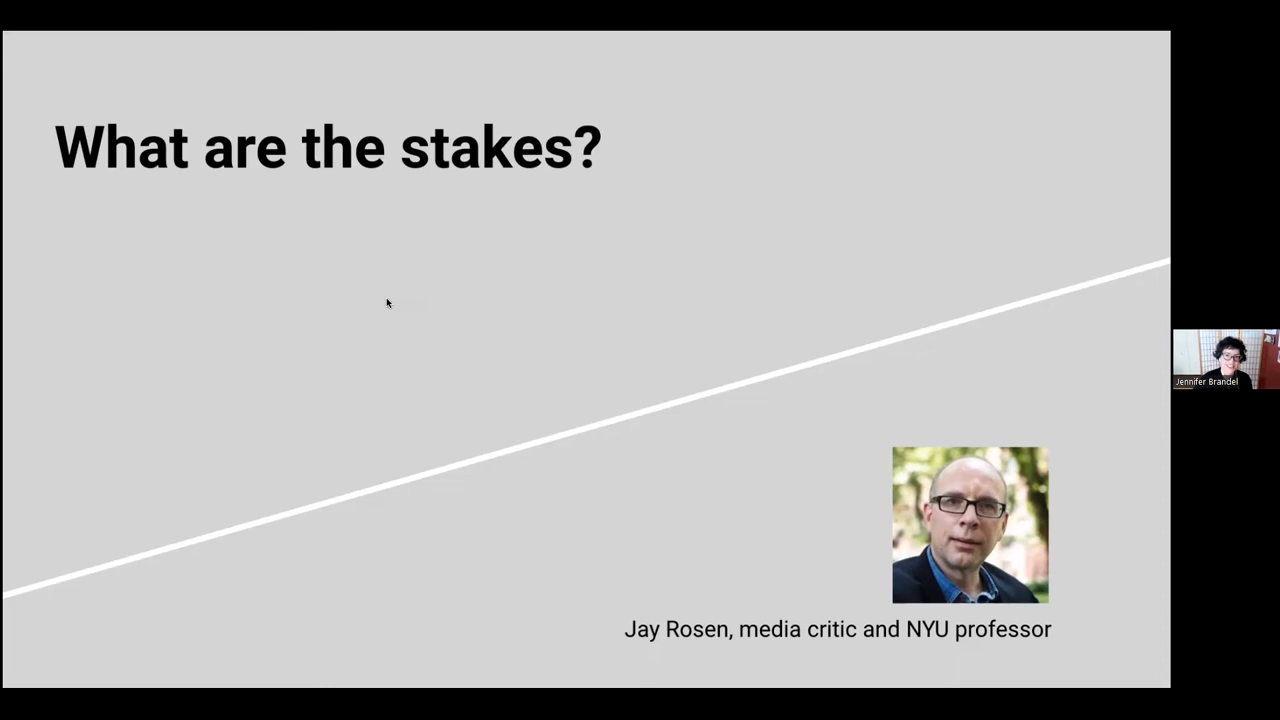 What are the stakes?
Jennifer Brandel
Jay Rosen, media critic and NYU professor